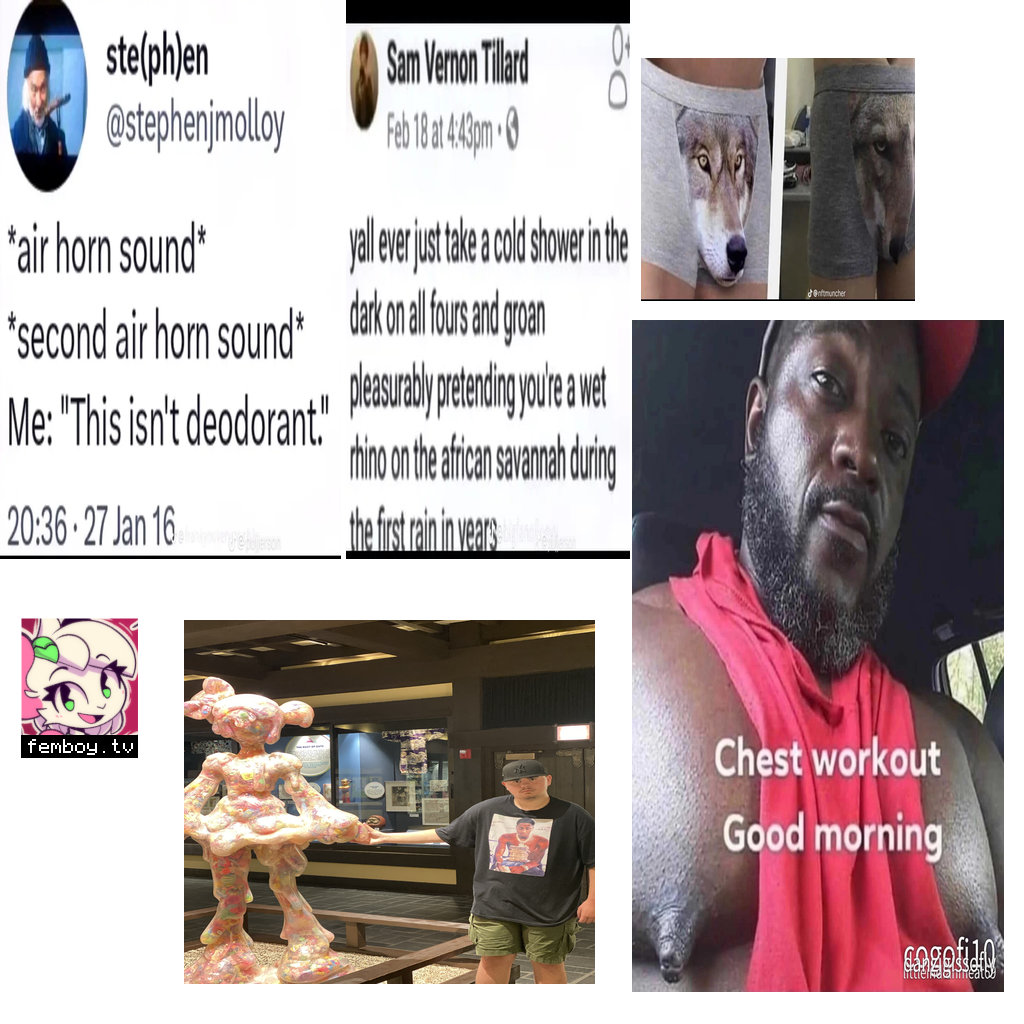 ste(ph)en
@stephenjmolloy
*air horn sound*
*second air horn sound*
Me: "This isn't deodorant."
20:36 · 27 Jan 16
Sam Vernon Tillard
Feb 18 at 4:43pm ·
yall ever just take a cold shower in the
dark on all fours and groan
pleasurably pretending you're a wet
rhino on the african savannah during
the first rain in years
@nftmuncher
Chest workout
Good morning
cogofi10
femboy.tv